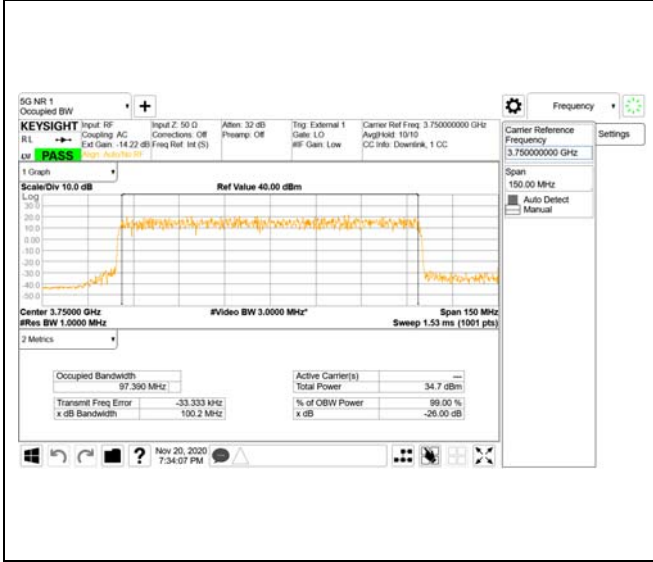 5G NR 1
Occupied BW
Frequency
KEYSIGHT
R L
PASS
Input: RF
Coupling: AC
Ext Gain: -14.22 dB
Align: Auto/No RF
Input Z: 50 Ω
Corrections: Off
Freq Ref: Int (S)
Atten: 32 dB
Preamp: Off
Trig: External 1
Gate: LO
#IF Gain: Low
Carrier Ref Freq: 3.750000000 GHz
Avg|Hold: 10/10
CC Info: Downlink, 1 CC
Carrier Reference
Frequency
3.750000000 GHz
Settings
Span
150.00 MHz
Auto Detect
Manual
1 Graph
Scale/Div 10.0 dB
Ref Value 40.00 dBm
Log
30.0
20.0
10.0
0.00
-10.0
-20.0
-30.0
-40.0
-50.0
Center 3.75000 GHz
#Video BW 3.0000 MHz*
Span 150 MHz
#Res BW 1.0000 MHz
Sweep 1.53 ms (1001 pts)
2 Metrics
Occupied Bandwidth
97.390 MHz
Active Carrier(s)
---
Total Power
34.7 dBm
Transmit Freq Error
-33.333 kHz
% of OBW Power
99.00 %
x dB Bandwidth
100.2 MHz
x dB
-26.00 dB
?
Nov 20, 2020
7:34:07 PM